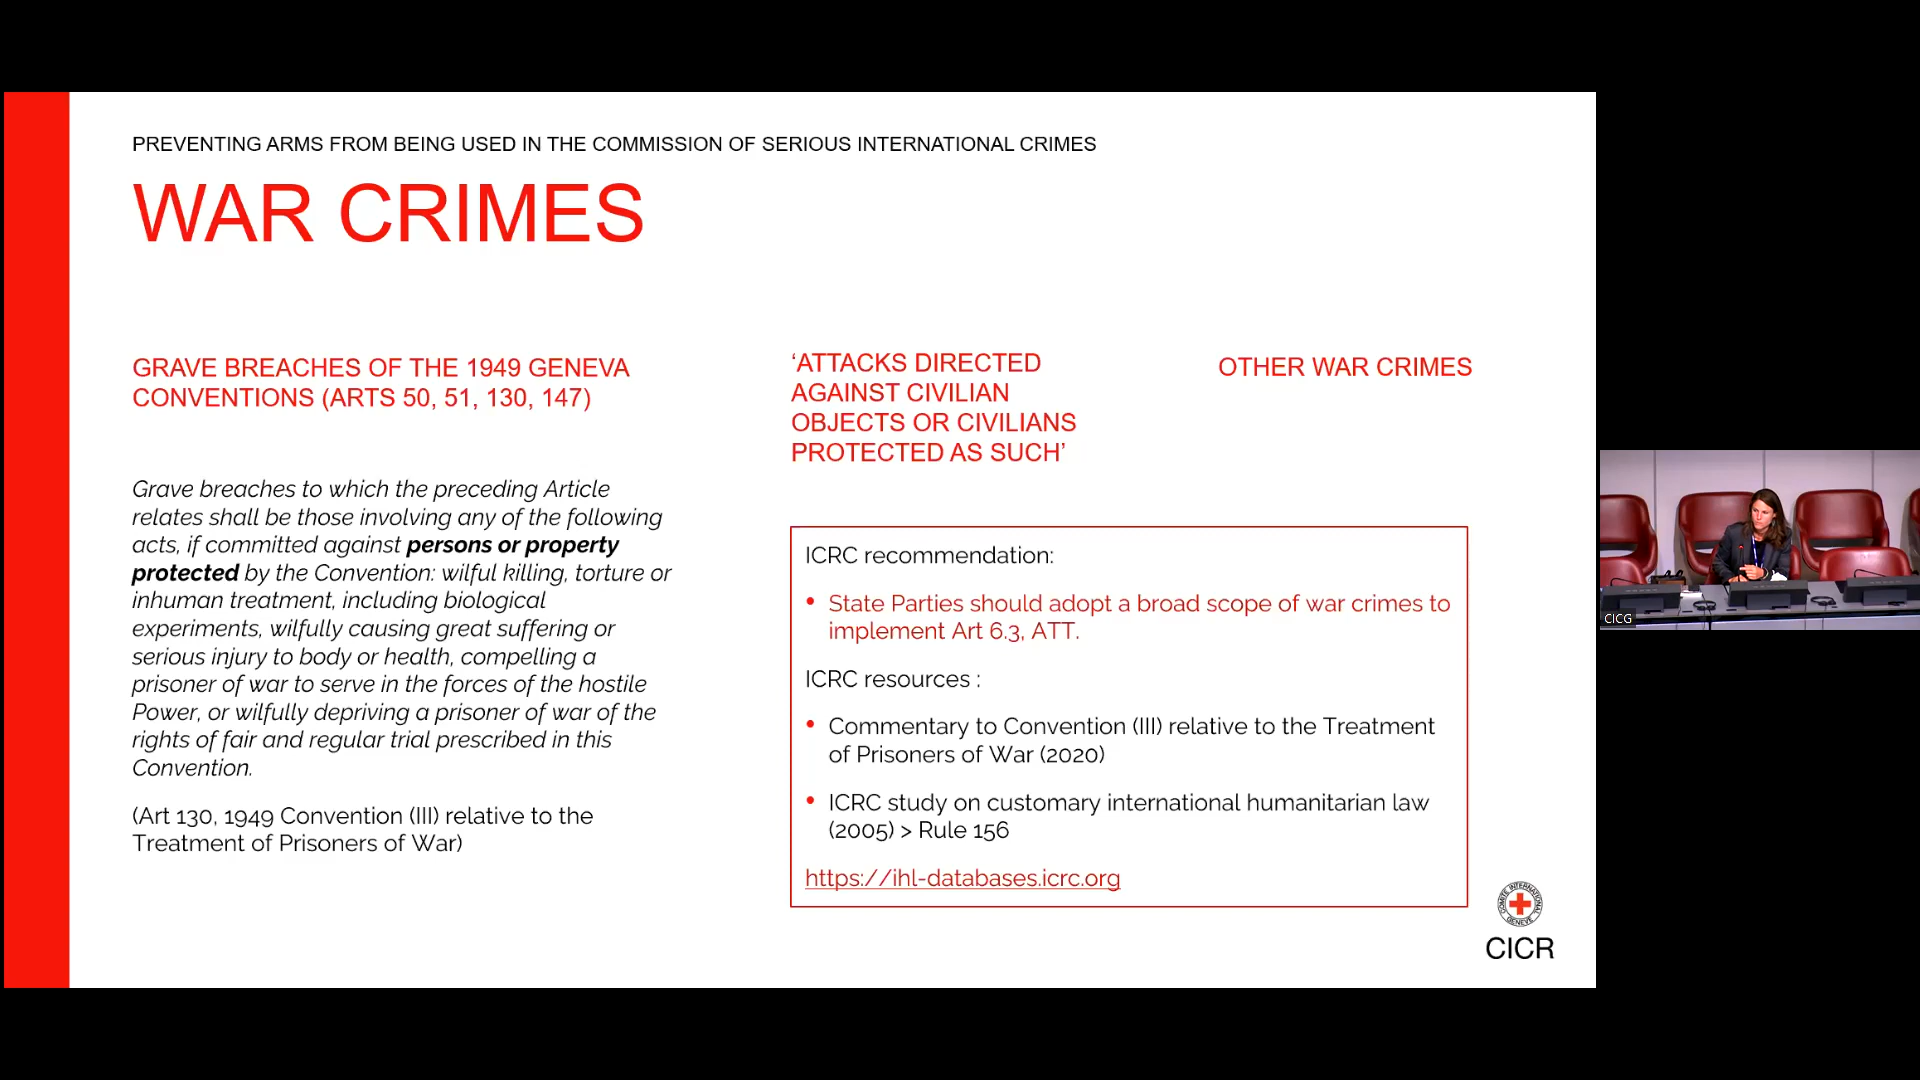 PREVENTING ARMS FROM BEING USED IN THE COMMISSION OF SERIOUS INTERNATIONAL CRIMES
WAR CRIMES
GRAVE BREACHES OF THE 1949 GENEVA
CONVENTIONS (ARTS 50, 51, 130, 147)
Grave breaches to which the preceding Article
relates shall be those involving any of the following
acts, if committed against persons or property
protected by the Convention: wilful killing, torture or
inhuman treatment, including biological
experiments, wilfully causing great suffering or
serious injury to body or health, compelling a
prisoner of war to serve in the forces of the hostile
Power, or wilfully depriving a prisoner of war of the
rights of fair and regular trial prescribed in this
Convention.
(Art 130, 1949 Convention (III) relative to the
Treatment of Prisoners of War)
‘ATTACKS DIRECTED
AGAINST CIVILIAN
OBJECTS OR CIVILIANS
PROTECTED AS SUCH’
OTHER WAR CRIMES
ICRC recommendation:
• State Parties should adopt a broad scope of war crimes to
implement Art 6.3, ATT.
ICRC resources :
• Commentary to Convention (III) relative to the Treatment
of Prisoners of War (2020)
• ICRC study on customary international humanitarian law
(2005) > Rule 156
https://ihl-databases.icrc.org
COMITE INTERNATIONAL GENEVE
CICR
CICG